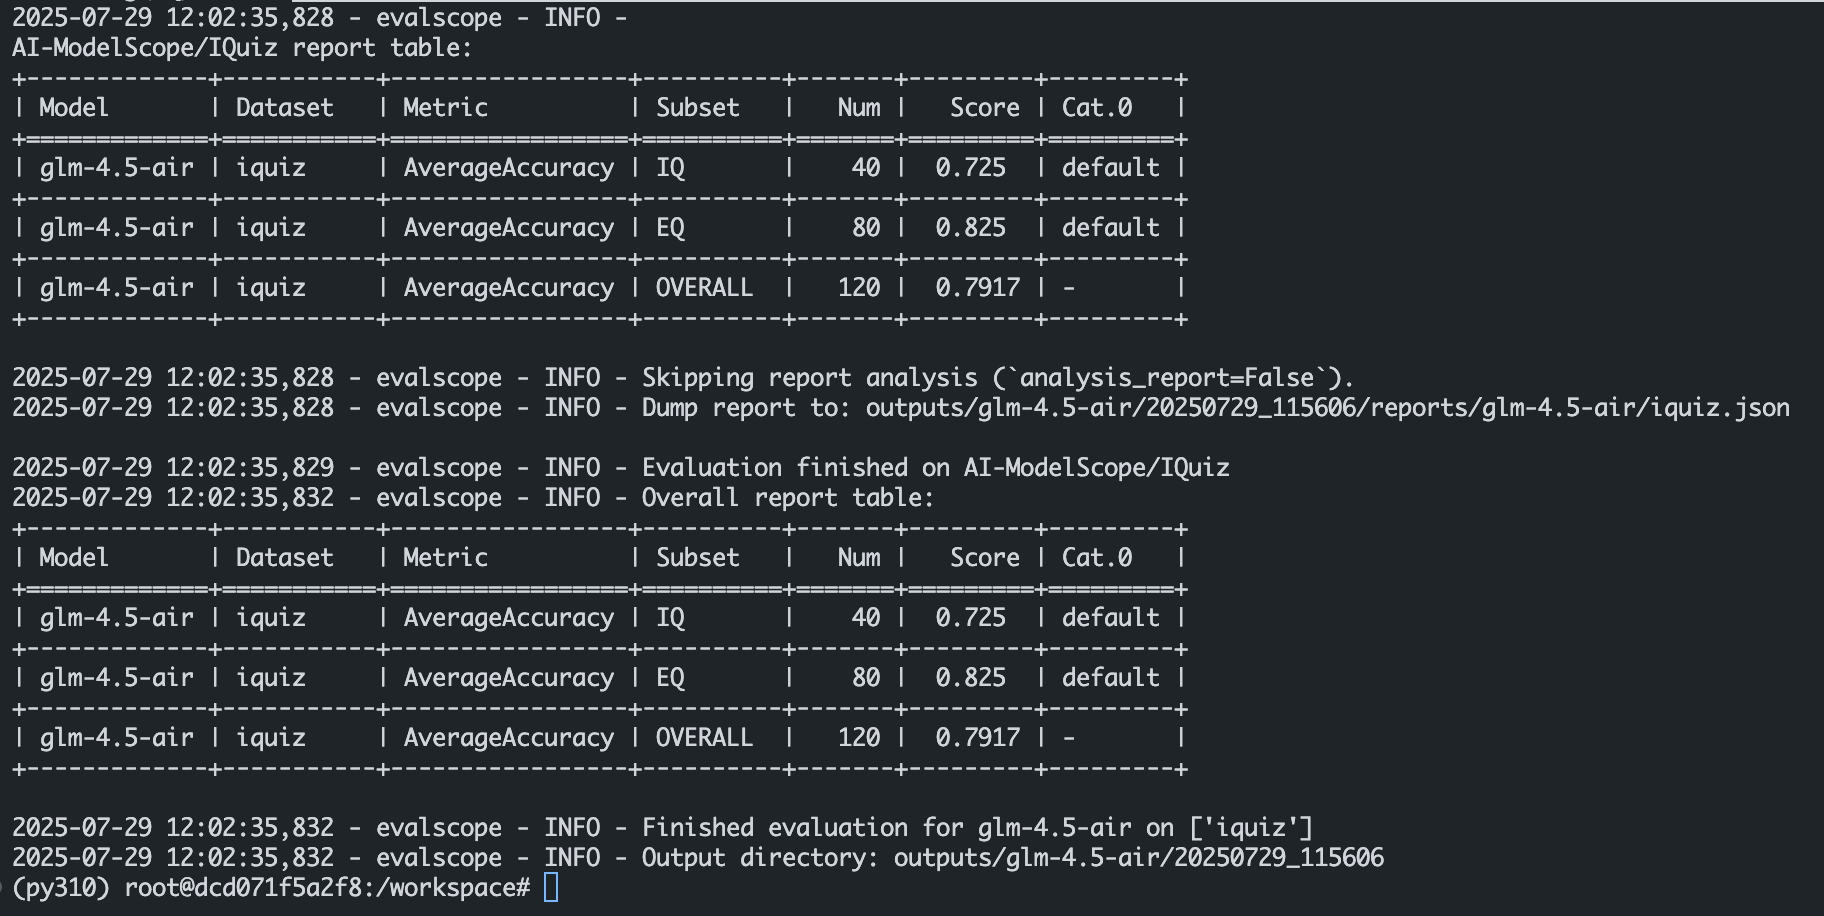 2025-07-29 12:02:35,828 - evalscope - INFO -
AI-ModelScope/IQuiz report table:
+-------------+-----------+-----------------+----------+-------+---------+---------+
| Model       | Dataset   | Metric          | Subset   |   Num |   Score | Cat.0   |
+=============+===========+=================+==========+=======+=========+=========+
| glm-4.5-air | iquiz     | AverageAccuracy | IQ       |    40 |  0.725  | default |
+-------------+-----------+-----------------+----------+-------+---------+---------+
| glm-4.5-air | iquiz     | AverageAccuracy | EQ       |    80 |  0.825  | default |
+-------------+-----------+-----------------+----------+-------+---------+---------+
| glm-4.5-air | iquiz     | AverageAccuracy | OVERALL  |   120 |  0.7917 | -       |
+-------------+-----------+-----------------+----------+-------+---------+---------+
2025-07-29 12:02:35,828 - evalscope - INFO - Skipping report analysis (`analysis_report=False`).
2025-07-29 12:02:35,828 - evalscope - INFO - Dump report to: outputs/glm-4.5-air/20250729_115606/reports/glm-4.5-air/iquiz.json
2025-07-29 12:02:35,829 - evalscope - INFO - Evaluation finished on AI-ModelScope/IQuiz
2025-07-29 12:02:35,832 - evalscope - INFO - Overall report table:
+-------------+-----------+-----------------+----------+-------+---------+---------+
| Model       | Dataset   | Metric          | Subset   |   Num |   Score | Cat.0   |
+=============+===========+=================+==========+=======+=========+=========+
| glm-4.5-air | iquiz     | AverageAccuracy | IQ       |    40 |  0.725  | default |
+-------------+-----------+-----------------+----------+-------+---------+---------+
| glm-4.5-air | iquiz     | AverageAccuracy | EQ       |    80 |  0.825  | default |
+-------------+-----------+-----------------+----------+-------+---------+---------+
| glm-4.5-air | iquiz     | AverageAccuracy | OVERALL  |   120 |  0.7917 | -       |
+-------------+-----------+-----------------+----------+-------+---------+---------+
2025-07-29 12:02:35,832 - evalscope - INFO - Finished evaluation for glm-4.5-air on ['iquiz']
2025-07-29 12:02:35,832 - evalscope - INFO - Output directory: outputs/glm-4.5-air/20250729_115606
(py310) root@dcd071f5a2f8:/workspace#